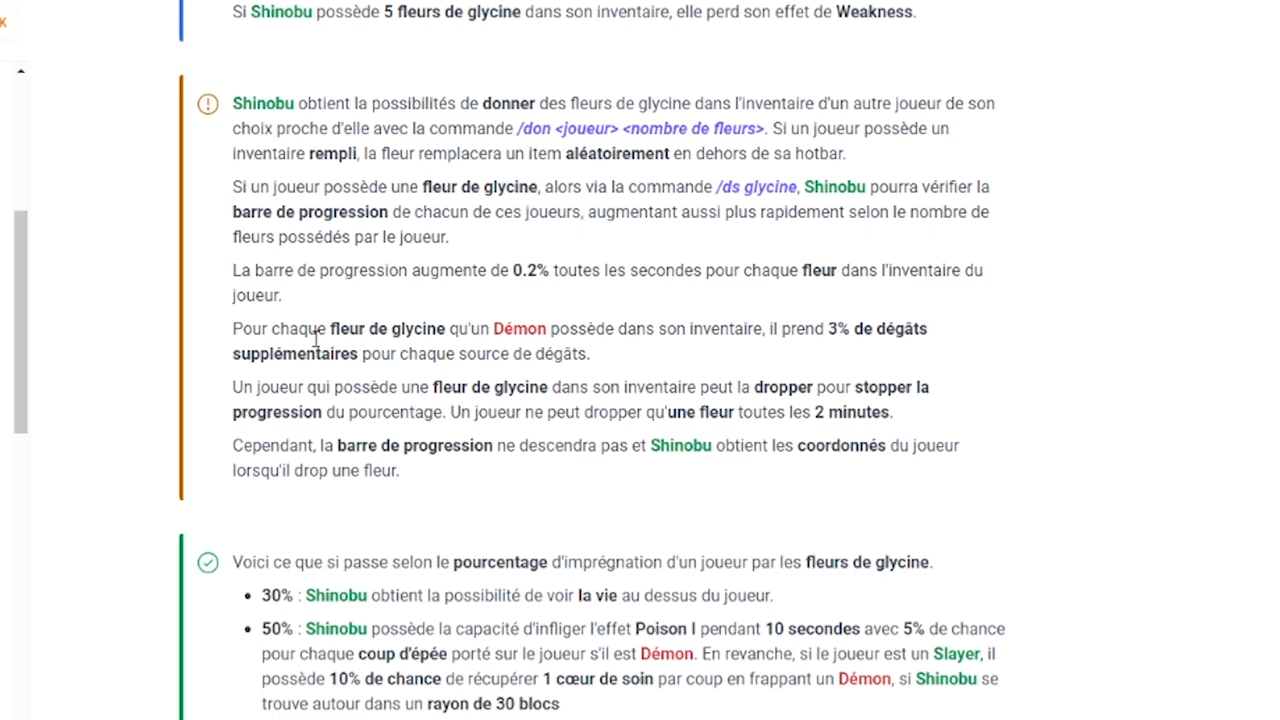 K
Si Shinobu possède 5 fleurs de glycine dans son inventaire, elle perd son effet de Weakness.
Shinobu obtient la possibilités de donner des fleurs de glycine dans l'inventaire d'un autre joueur de son
choix proche d'elle avec la commande /don <joueur> <nombre de fleurs>. Si un joueur possède un
inventaire rempli, la fleur remplacera un item aléatoirement en dehors de sa hotbar.
Si un joueur possède une fleur de glycine, alors via la commande /ds glycine, Shinobu pourra vérifier la
barre de progression de chacun de ces joueurs, augmentant aussi plus rapidement selon le nombre de
fleurs possédés par le joueur.
La barre de progression augmente de 0.2% toutes les secondes pour chaque fleur dans l'inventaire du
joueur.
Pour chaque fleur de glycine qu'un Démon possède dans son inventaire, il prend 3% de dégâts
supplémentaires pour chaque source de dégâts.
Un joueur qui possède une fleur de glycine dans son inventaire peut la dropper pour stopper la
progression du pourcentage. Un joueur ne peut dropper qu'une fleur toutes les 2 minutes.
Cependant, la barre de progression ne descendra pas et Shinobu obtient les coordonnés du joueur
lorsqu'il drop une fleur.
Voici ce que si passe selon le pourcentage d'imprégnation d'un joueur par les fleurs de glycine.
• 30% : Shinobu obtient la possibilité de voir la vie au dessus du joueur.
• 50% : Shinobu possède la capacité d'infliger l'effet Poison I pendant 10 secondes avec 5% de chance
pour chaque coup d'épée porté sur le joueur s'il est Démon. En revanche, si le joueur est un Slayer, il
possède 10% de chance de récupérer 1 cœur de soin par coup en frappant un Démon, si Shinobu se
trouve autour dans un rayon de 30 blocs